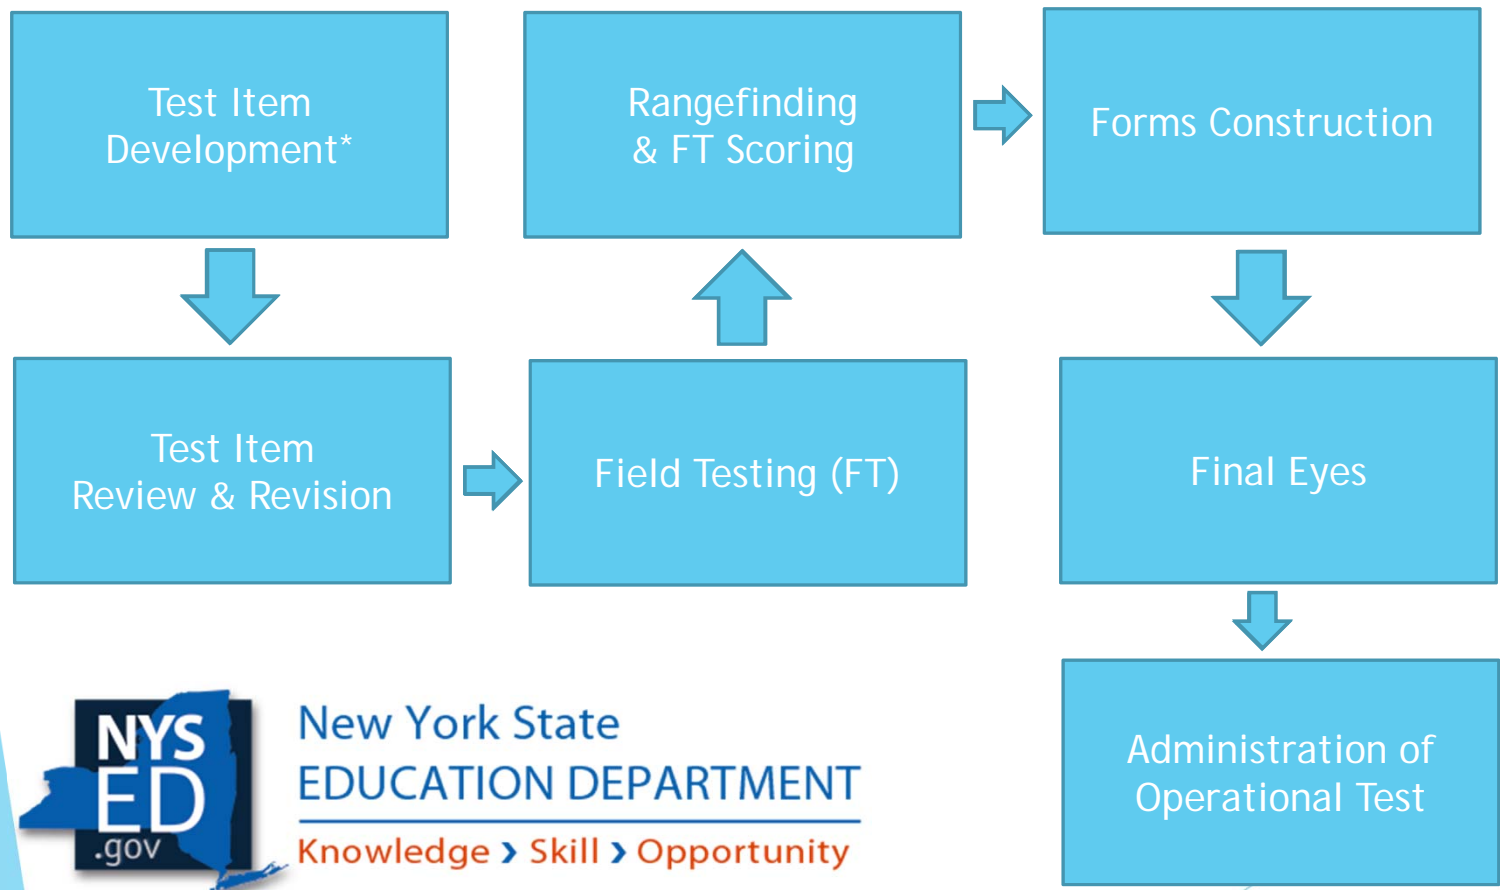 Test Item
Development*
Test Item
Review & Revision
Field Testing (FT)
Rangefinding
& FT Scoring
Forms Construction
Final Eyes
Administration of
Operational Test
NYS
ED
.gov
New York State
EDUCATION DEPARTMENT
Knowledge › Skill › Opportunity